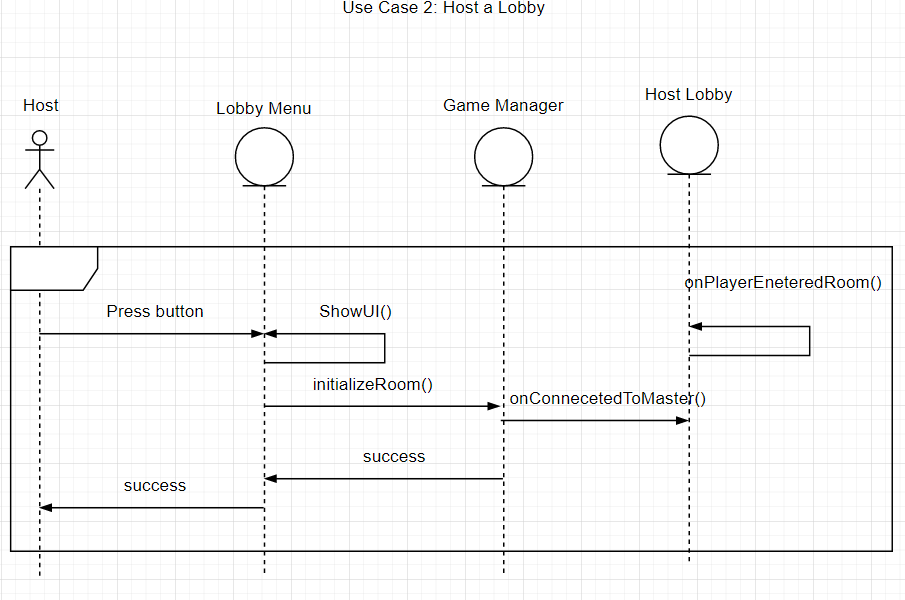 Use Case 2: Host a Lobby
Host
Lobby Menu
Game Manager
Host Lobby
onPlayerEneteredRoom()
Press button
ShowUI()
initializeRoom()
onConnecetedToMaster()
success
success